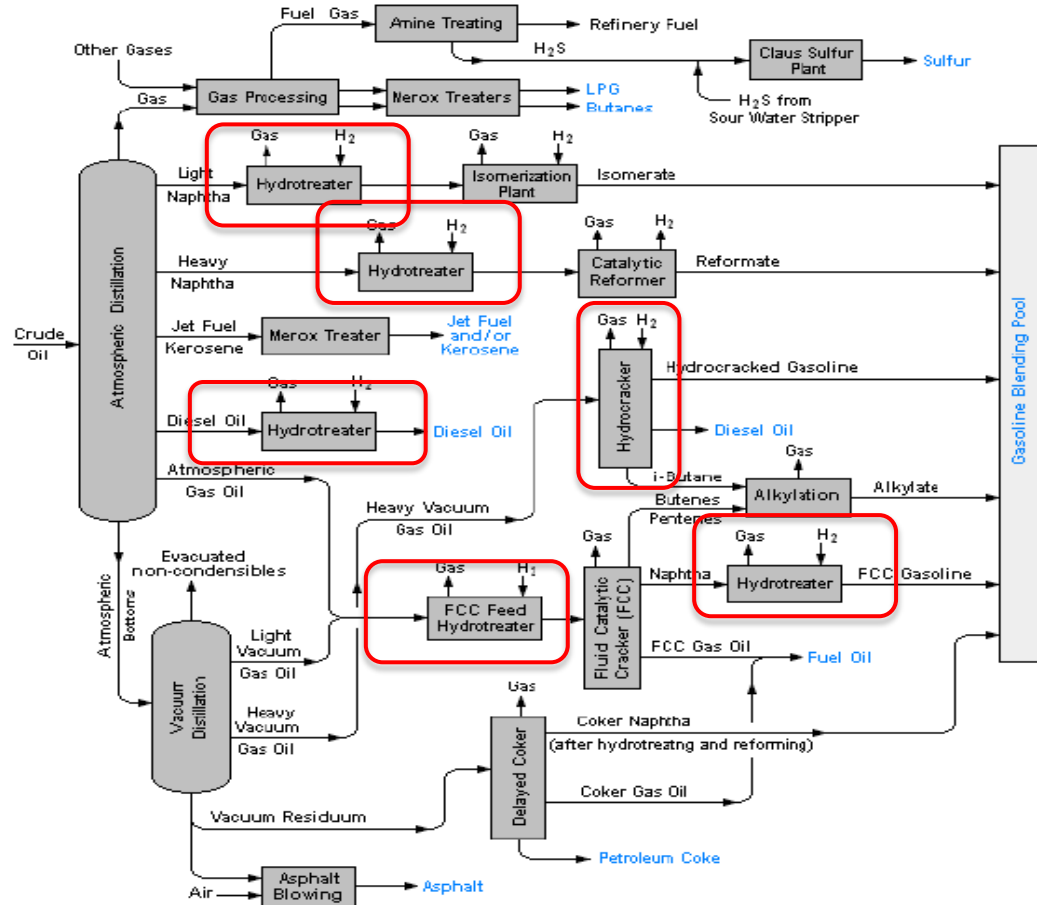 Fuel Gas
Amine Treating
Refinery Fuel
Other Gases
H2S
Claus Sulfur
Plant
Sulfur
Gas
Gas Processing
Merox Treaters
LPG
Butanes
H2S from
Sour Water Stripper
Gas
H2
Light
Naphtha
Hydrotreater
Gas
H2
Isomerization
Plant
Isomerate
Gas
H2
Heavy
Naphtha
Hydrotreater
Gas
H2
Catalytic
Reformer
Reformate
Crude
Oil
Atmospheric Distillation
Jet Fuel
Kerosene
Merox Treater
Jet Fuel
and/or
Kerosene
Gas
H2
Hydrocracker
Hydrocracked Gasoline
Diesel Oil
Gas
H2
Diesel Oil
Hydrotreater
Diesel Oil
Gasoline Blending Pool
Atmospheric
Gas Oil
i-Butane
Butenes
Pentenes
Gas
Alkylation
Alkylate
Heavy Vacuum
Gas Oil
Evacuated
non-condensibles
Atmospheric
Bottoms
Gas
H2
FCC Feed
Hydrotreater
Gas
Fluid Catalytic
Cracker (FCC)
Naphtha
Gas
H2
Hydrotreater
FCC Gasoline
Light
Vacuum
Gas Oil
FCC Gas Oil
Fuel Oil
Vacuum
Distillation
Heavy
Vacuum
Gas Oil
Gas
Delayed Coker
Coker Naphtha
(after hydrotreatng and reforming)
Coker Gas Oil
Vacuum Residuum
Petroleum Coke
Air
Asphalt
Blowing
Asphalt